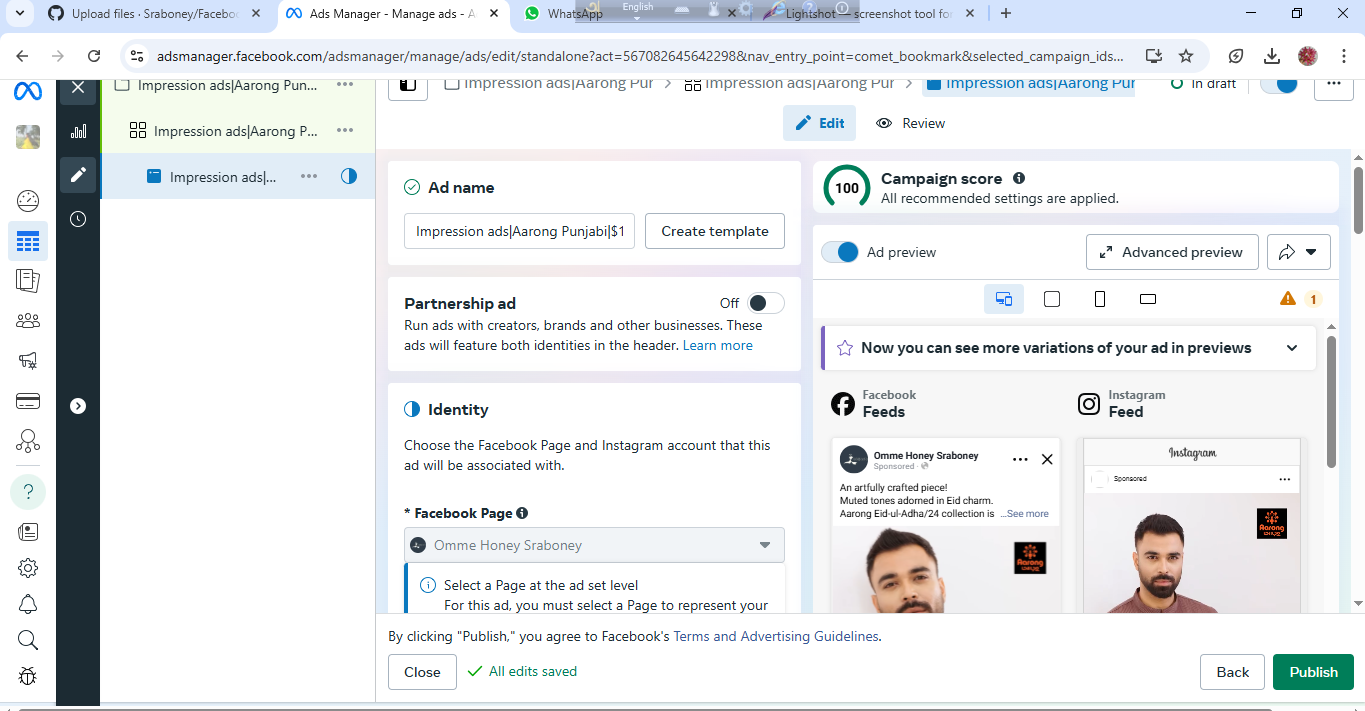 Upload files · Sraboney/Facebo
Ads Manager - Manage ads - A
WhatsApp
English
Lightshot — screenshot tool for
adsmanager.facebook.com/adsmanager/manage/ads/edit/standalone?act=567082645642298&nav_entry_point=comet_bookmark&selected_campaign_ids...
Impression ads|Aarong Pun...
Impression ads|Aarong P...
Impression ads|...
Impression ads|Aarong Pur
Impression ads|Aarong Pur
Impression ads|Aarong Pur
In draft
Edit
Review
Ad name
Impression ads|Aarong Punjabi|$1
Create template
Partnership ad
Off
Run ads with creators, brands and other businesses. These
ads will feature both identities in the header. Learn more
Identity
Choose the Facebook Page and Instagram account that this
ad will be associated with.
* Facebook Page
Omme Honey Sraboney
Select a Page at the ad set level
For this ad, you must select a Page to represent your
100
Campaign score
All recommended settings are applied.
Ad preview
Advanced preview
1
Now you can see more variations of your ad in previews
Facebook
Feeds
Instagram
Feed
Omme Honey Sraboney
Sponsored ·
An artfully crafted piece!
Muted tones adorned in Eid charm.
Aarong Eid-ul-Adha/24 collection is ...See more
Aarong
Instagram
Sponsored
Aarong
By clicking "Publish," you agree to Facebook's Terms and Advertising Guidelines.
Close
All edits saved
Back
Publish